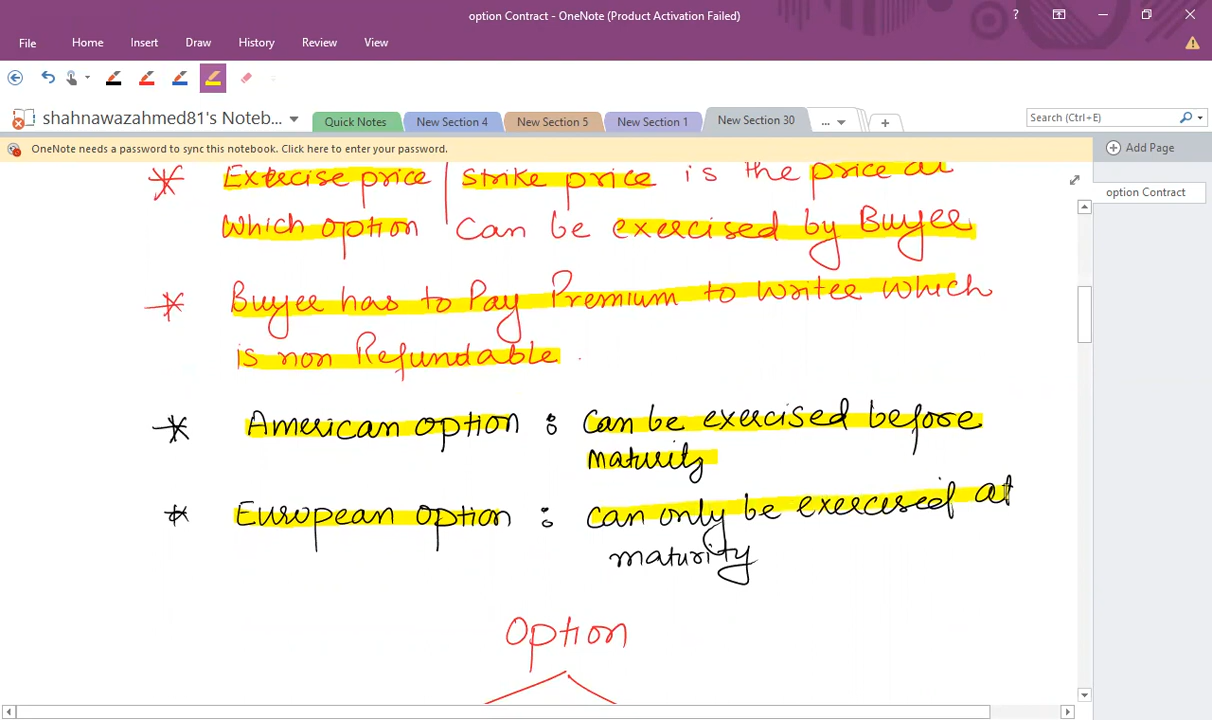 option Contract - OneNote (Product Activation Failed)
?
File Home Insert Draw History Review View
shahnawazahmed81's Noteb... Quick Notes New Section 4 New Section 5 New Section 1 New Section 30 ... Search (Ctrl+E)
OneNote needs a password to sync this notebook. Click here to enter your password.
Add Page
option Contract
Exercise price | strike price is the price at
Which option Can be exercised by Buyer
Buyer has to Pay Premium to Writer Which
is non Refundable.
American option : Can be exercised before
maturity
European option : can only be exercised at
maturity
Option